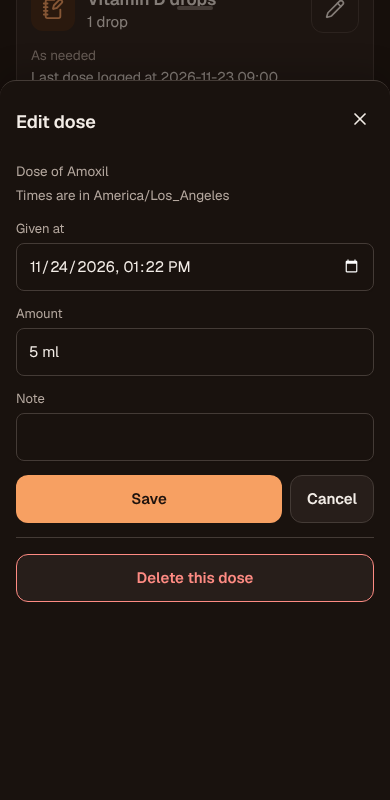 Vitamin D drops
1 drop
As needed
Last dose logged at 2026-11-23 09:00
Edit dose
Dose of Amoxil
Times are in America/Los_Angeles
Given at
11/24/2026, 01:22 PM
Amount
5 ml
Note
Save
Cancel
Delete this dose